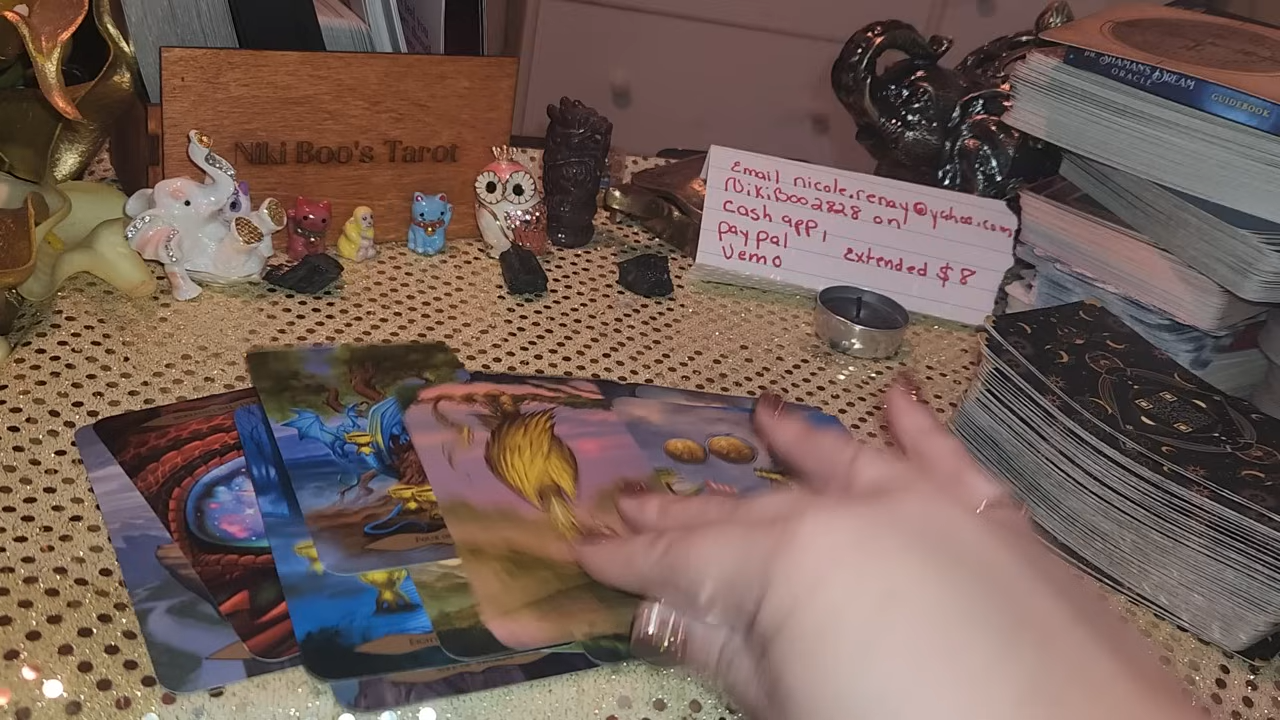 Niki Boo's Tarot
Email nicole.renay@yahoo.com
NikiBoo2828 on
cash app,
paypal
Vemo
Extended $8
SHAMAN'S DREAM
ORACLE
GUIDEBOOK